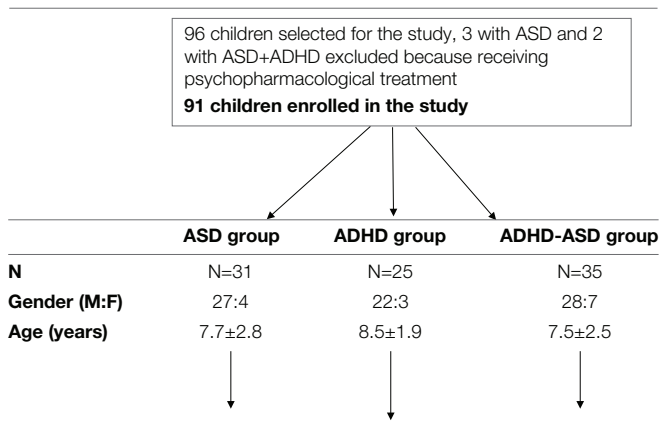 96 children selected for the study, 3 with ASD and 2
with ASD+ADHD excluded because receiving
psychopharmacological treatment
91 children enrolled in the study
ASD group ADHD group ADHD-ASD group
N N=31 N=25 N=35
Gender (M:F) 27:4 22:3 28:7
Age (years) 7.7±2.8 8.5±1.9 7.5±2.5